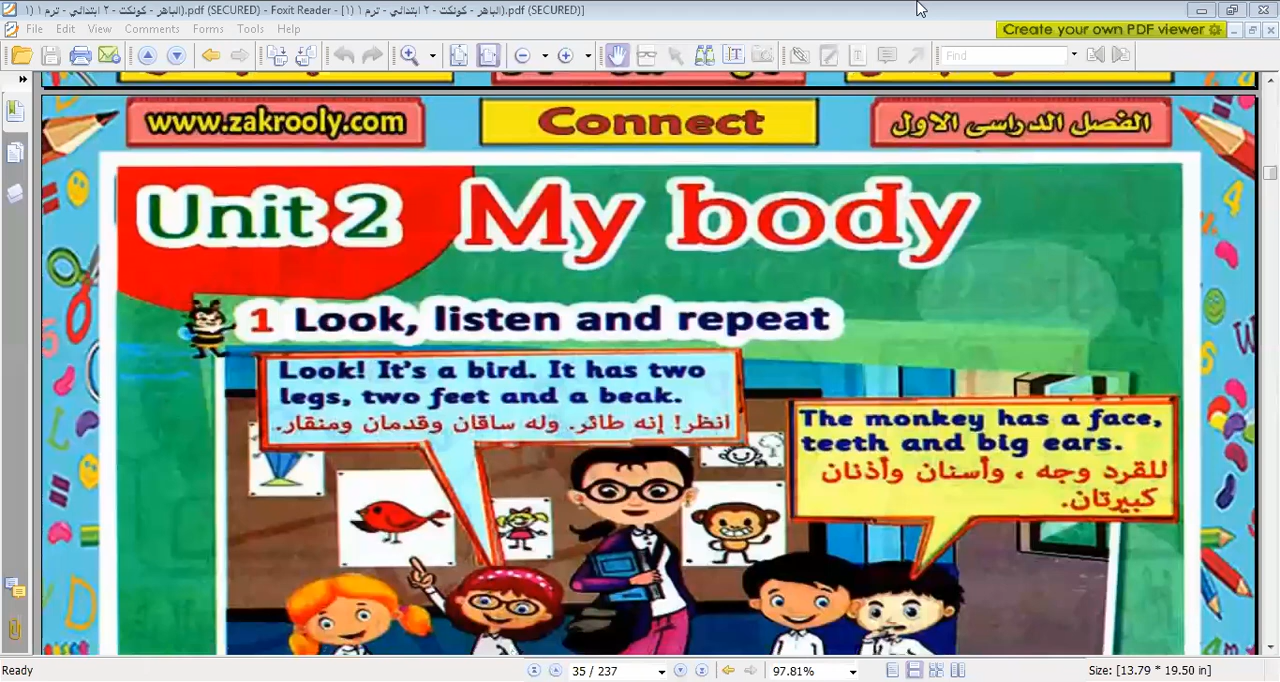 الباهر - كونكت - ٢ ابتدائي - ترم ١ (١).pdf (SECURED) - Foxit Reader - [الباهر - كونكت - ٢ ابتدائي - ترم ١ (١).pdf (SECURED)]
File Edit View Comments Forms Tools Help
Create your own PDF viewer
Find
www.zakrooly.com
Connect
الفصل الدراسى الاول
Unit 2 My body
1 Look, listen and repeat
Look! It's a bird. It has two
legs, two feet and a beak.
انظر! إنه طائر. وله ساقان وقدمان ومنقار.
The monkey has a face,
teeth and big ears.
للقرد وجه ، وأسنان وأذنان
كبيرتان.
Ready
35 / 237
97.81%
Size: [13.79 * 19.50 in]